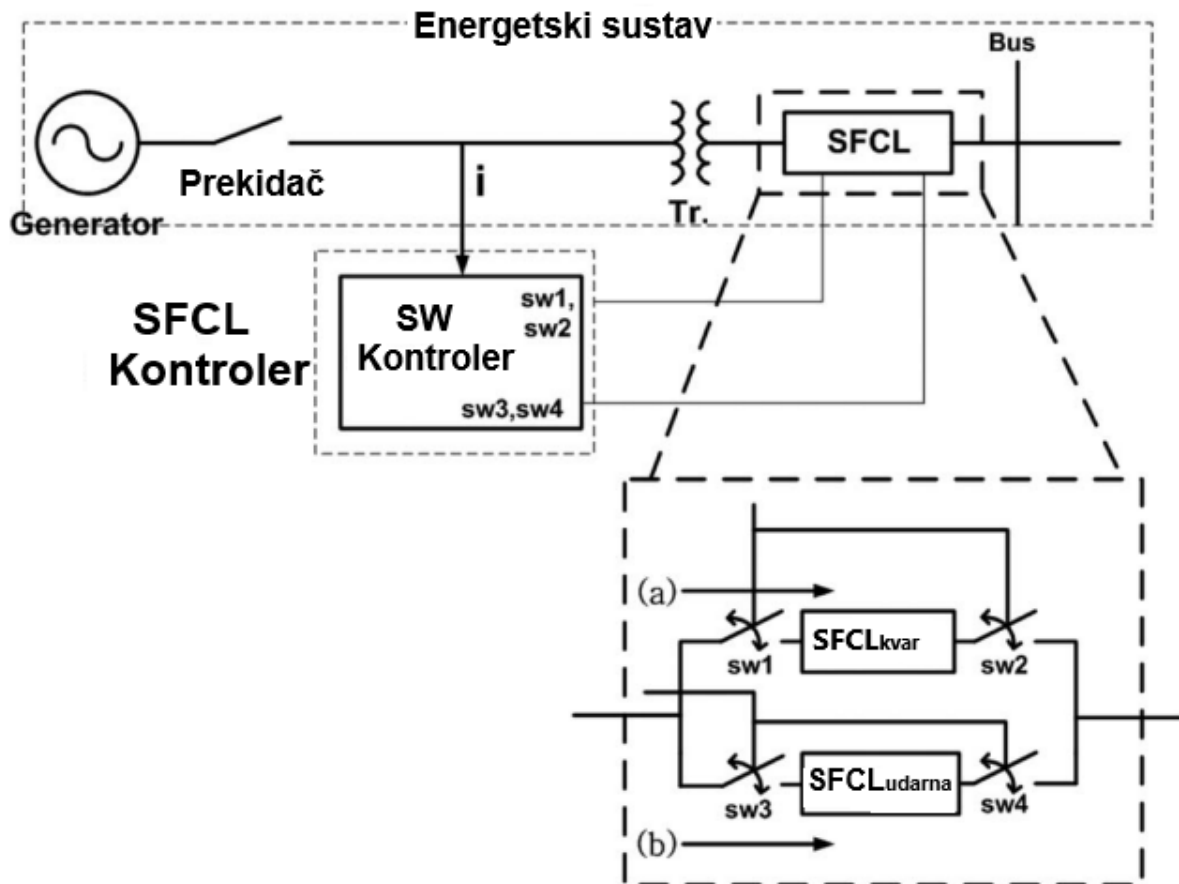 Energetski sustav
Bus
SFCL
Prekidač
i
Tr.
Generator
SFCL
Kontroler
SW
Kontroler
sw1,
sw2
sw3,sw4
(a)
SFCLkvar
sw1
sw2
SFCLudarna
sw3
sw4
(b)